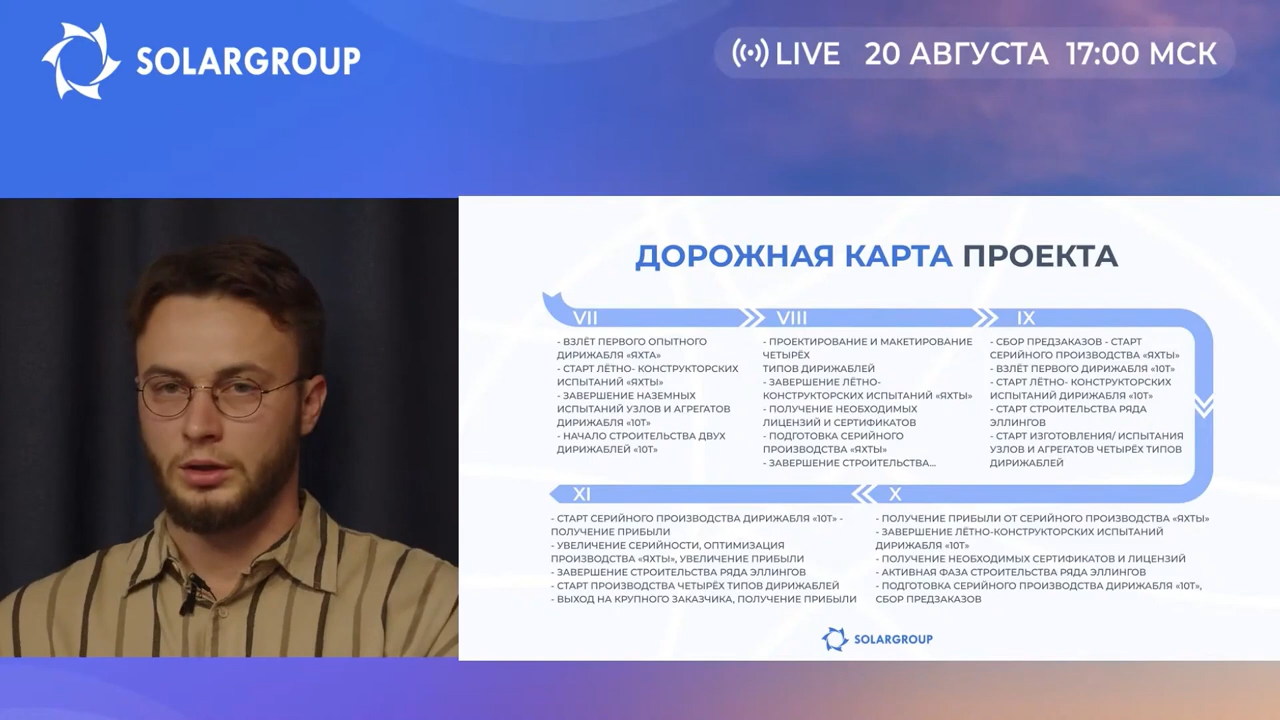 SOLARGROUP
LIVE 20 АВГУСТА 17:00 МСК
ДОРОЖНАЯ КАРТА ПРОЕКТА
VII
- ВЗЛЁТ ПЕРВОГО ОПЫТНОГО
ДИРИЖАБЛЯ «ЯХТА»
- СТАРТ ЛЁТНО- КОНСТРУКТОРСКИХ
ИСПЫТАНИЙ «ЯХТЫ»
- ЗАВЕРШЕНИЕ НАЗЕМНЫХ
ИСПЫТАНИЙ УЗЛОВ И АГРЕГАТОВ
ДИРИЖАБЛЯ «10Т»
- НАЧАЛО СТРОИТЕЛЬСТВА ДВУХ
ДИРИЖАБЛЕЙ «10Т»
VIII
- ПРОЕКТИРОВАНИЕ И МАКЕТИРОВАНИЕ
ЧЕТЫРЁХ
ТИПОВ ДИРИЖАБЛЕЙ
- ЗАВЕРШЕНИЕ ЛЁТНО-
КОНСТРУКТОРСКИХ ИСПЫТАНИЙ «ЯХТЫ»
- ПОЛУЧЕНИЕ НЕОБХОДИМЫХ
ЛИЦЕНЗИЙ И СЕРТИФИКАТОВ
- ПОДГОТОВКА СЕРИЙНОГО
ПРОИЗВОДСТВА «ЯХТЫ»
- ЗАВЕРШЕНИЕ СТРОИТЕЛЬСТВА...
IX
- СБОР ПРЕДЗАКАЗОВ - СТАРТ
СЕРИЙНОГО ПРОИЗВОДСТВА «ЯХТЫ»
- ВЗЛЁТ ПЕРВОГО ДИРИЖАБЛЯ «10Т»
- СТАРТ ЛЁТНО- КОНСТРУКТОРСКИХ
ИСПЫТАНИЙ ДИРИЖАБЛЯ «10Т»
- СТАРТ СТРОИТЕЛЬСТВА РЯДА
ЭЛЛИНГОВ
- СТАРТ ИЗГОТОВЛЕНИЯ/ ИСПЫТАНИЯ
УЗЛОВ И АГРЕГАТОВ ЧЕТЫРЁХ ТИПОВ
ДИРИЖАБЛЕЙ
XI
- СТАРТ СЕРИЙНОГО ПРОИЗВОДСТВА ДИРИЖАБЛЯ «10Т» -
ПОЛУЧЕНИЕ ПРИБЫЛИ
- УВЕЛИЧЕНИЕ СЕРИЙНОСТИ, ОПТИМИЗАЦИЯ
ПРОИЗВОДСТВА «ЯХТЫ», УВЕЛИЧЕНИЕ ПРИБЫЛИ
- ЗАВЕРШЕНИЕ СТРОИТЕЛЬСТВА РЯДА ЭЛЛИНГОВ
- СТАРТ ПРОИЗВОДСТВА ЧЕТЫРЁХ ТИПОВ ДИРИЖАБЛЕЙ
- ВЫХОД НА КРУПНОГО ЗАКАЗЧИКА, ПОЛУЧЕНИЕ ПРИБЫЛИ
X
- ПОЛУЧЕНИЕ ПРИБЫЛИ ОТ СЕРИЙНОГО ПРОИЗВОДСТВА «ЯХТЫ»
- ЗАВЕРШЕНИЕ ЛЁТНО-КОНСТРУКТОРСКИХ ИСПЫТАНИЙ
ДИРИЖАБЛЯ «10Т»
- ПОЛУЧЕНИЕ НЕОБХОДИМЫХ СЕРТИФИКАТОВ И ЛИЦЕНЗИЙ
- АКТИВНАЯ ФАЗА СТРОИТЕЛЬСТВА РЯДА ЭЛЛИНГОВ
- ПОДГОТОВКА СЕРИЙНОГО ПРОИЗВОДСТВА ДИРИЖАБЛЯ «10Т»,
СБОР ПРЕДЗАКАЗОВ
SOLARGROUP